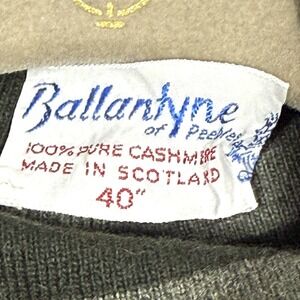 Ballantyne
of Peebles
100% PURE CASHMERE
MADE IN SCOTLAND
40"